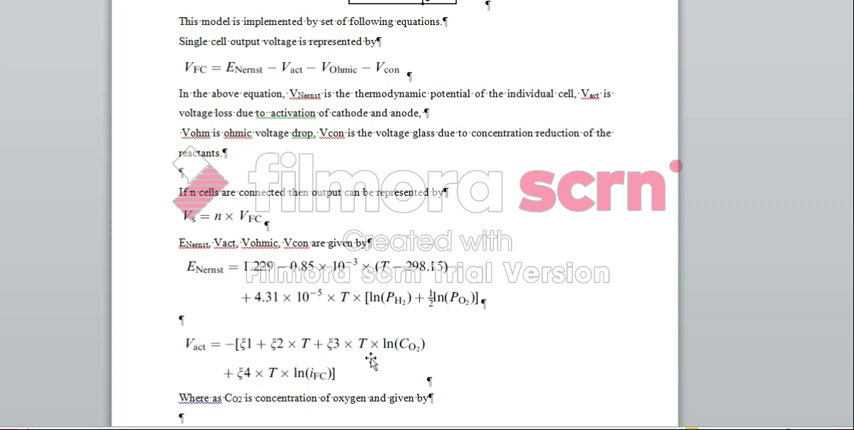 This model is implemented by set of following equations.¶
Single cell output voltage is represented by¶
V_FC = E_Nernst − V_act − V_Ohmic − V_con ¶
In the above equation, V_Nernst is the thermodynamic potential of the individual cell, V_act is
voltage loss due to activation of cathode and anode, ¶
Vohm is ohmic voltage drop, Vcon is the voltage glass due to concentration reduction of the
reactants.¶
¶
If n cells are connected then output can be represented by¶
V_s = n × V_FC ¶
filmora scrn
Created with
Filmora scrn Trial Version
E_Nernst, Vact, Vohmic, Vcon are given by¶
E_Nernst = 1.229 − 0.85 × 10⁻³ × (T − 298.15)
+ 4.31 × 10⁻⁵ × T × [ln(P_H₂) + ½ln(P_O₂)] ¶
¶
V_act = −[ξ1 + ξ2 × T + ξ3 × T × ln(C_O₂)
+ ξ4 × T × ln(i_FC)] ¶
Where as Co2 is concentration of oxygen and given by¶
¶